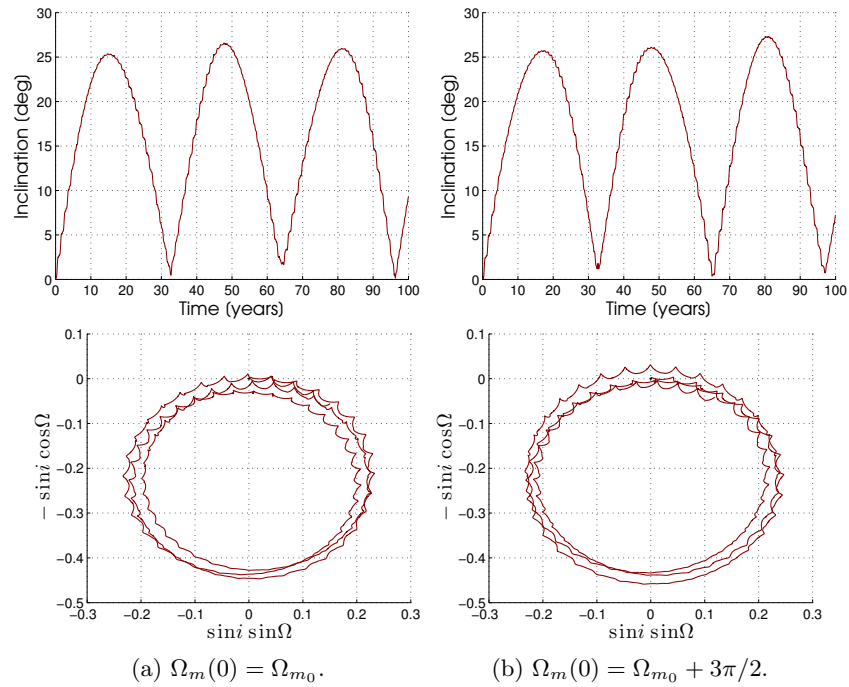 30
25
20
15
10
5
0
Inclination (deg)
0 10 20 30 40 50 60 70 80 90 100
Time (years)
30
25
20
15
10
5
0
Inclination (deg)
0 10 20 30 40 50 60 70 80 90 100
Time (years)
0.1
0
−0.1
−0.2
−0.3
−0.4
−0.5
− sin i cosΩ
−0.3 −0.2 −0.1 0 0.1 0.2 0.3
sin i sinΩ
0.1
0
−0.1
−0.2
−0.3
−0.4
−0.5
− sin i cosΩ
−0.3 −0.2 −0.1 0 0.1 0.2 0.3
sin i sinΩ
(a) Ωm(0) = Ωm0.
(b) Ωm(0) = Ωm0 + 3π/2.